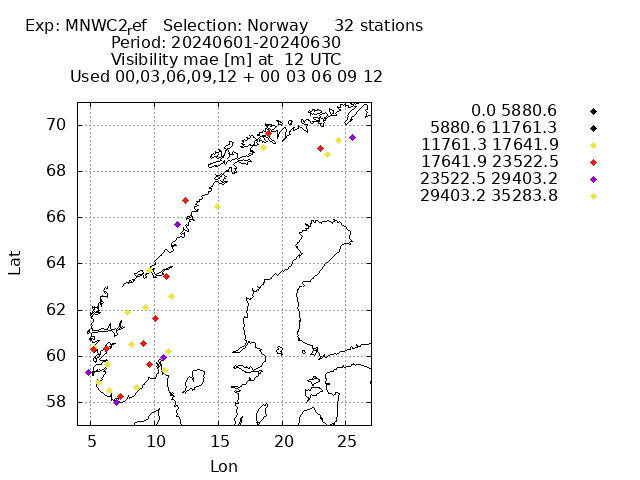 Exp: MNWC2ref Selection: Norway 32 stations
Period: 20240601-20240630
Visibility mae [m] at 12 UTC
Used 00,03,06,09,12 + 00 03 06 09 12
0.0 5880.6
5880.6 11761.3
11761.3 17641.9
17641.9 23522.5
23522.5 29403.2
29403.2 35283.8
70
68
66
64
62
60
58
Lat
5 10 15 20 25
Lon